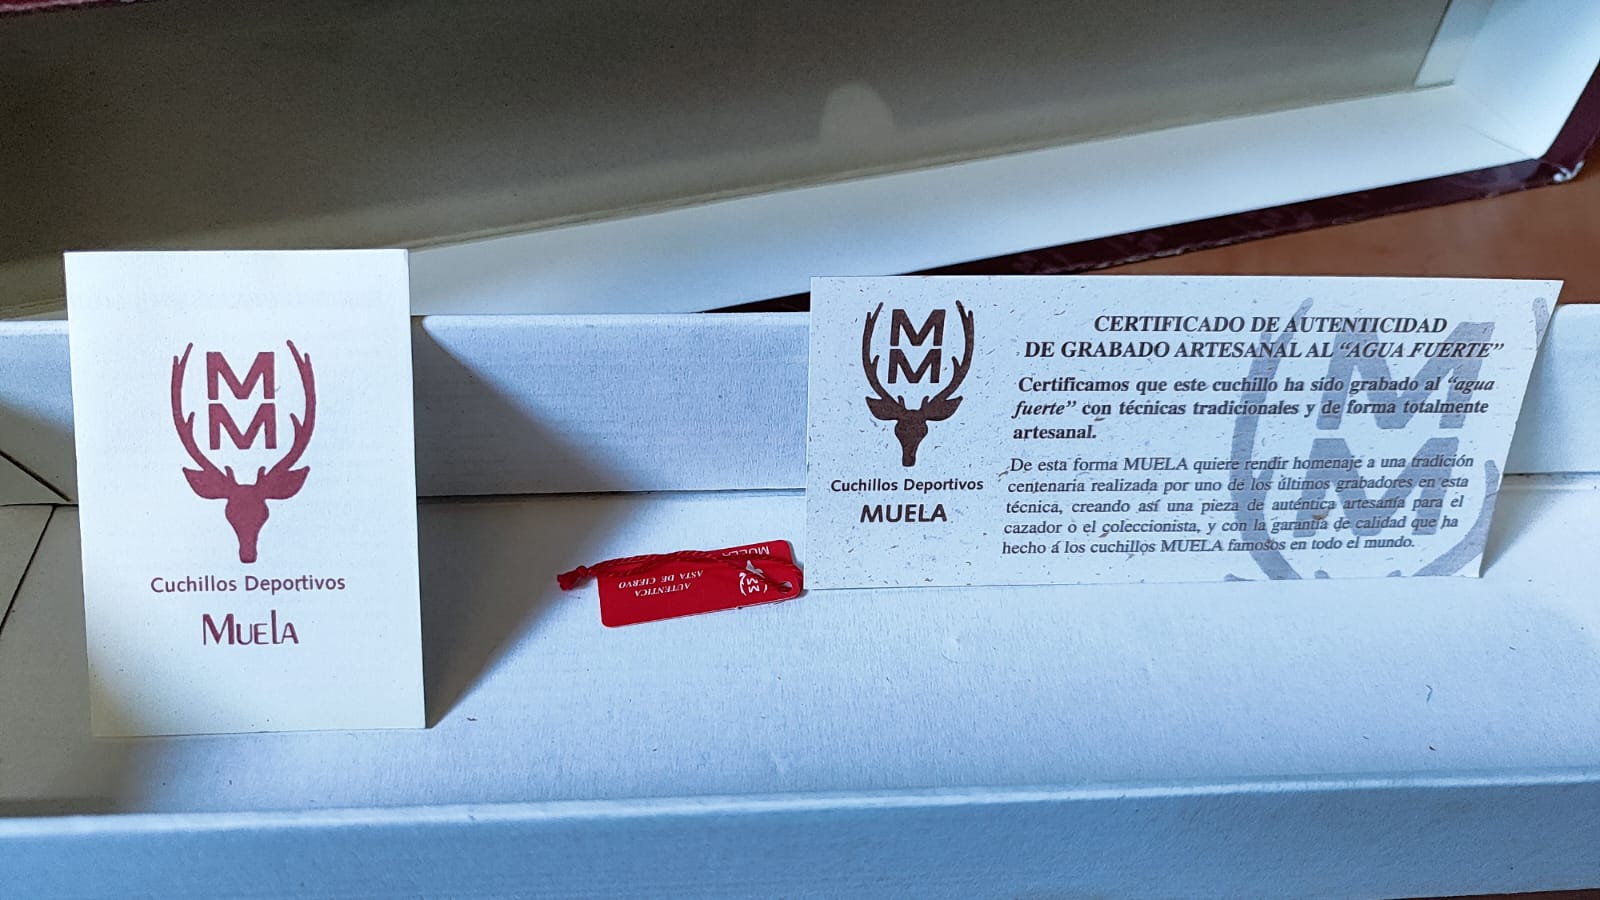 M
M
Cuchillos Deportivos
MUELA
MUELA
MM
AUTENTICA
ASTA DE CIERVO
M
M
Cuchillos Deportivos
MUELA
CERTIFICADO DE AUTENTICIDAD
DE GRABADO ARTESANAL AL “AGUA FUERTE”
Certificamos que este cuchillo ha sido grabado al “agua
fuerte” con técnicas tradicionales y de forma totalmente
artesanal.
De esta forma MUELA quiere rendir homenaje a una tradición
centenaria realizada por uno de los últimos grabadores en esta
técnica, creando así una pieza de auténtica artesanía para el
cazador o el coleccionista, y con la garantía de calidad que ha
hecho á los cuchillos MUELA famosos en todo el mundo.
M
M